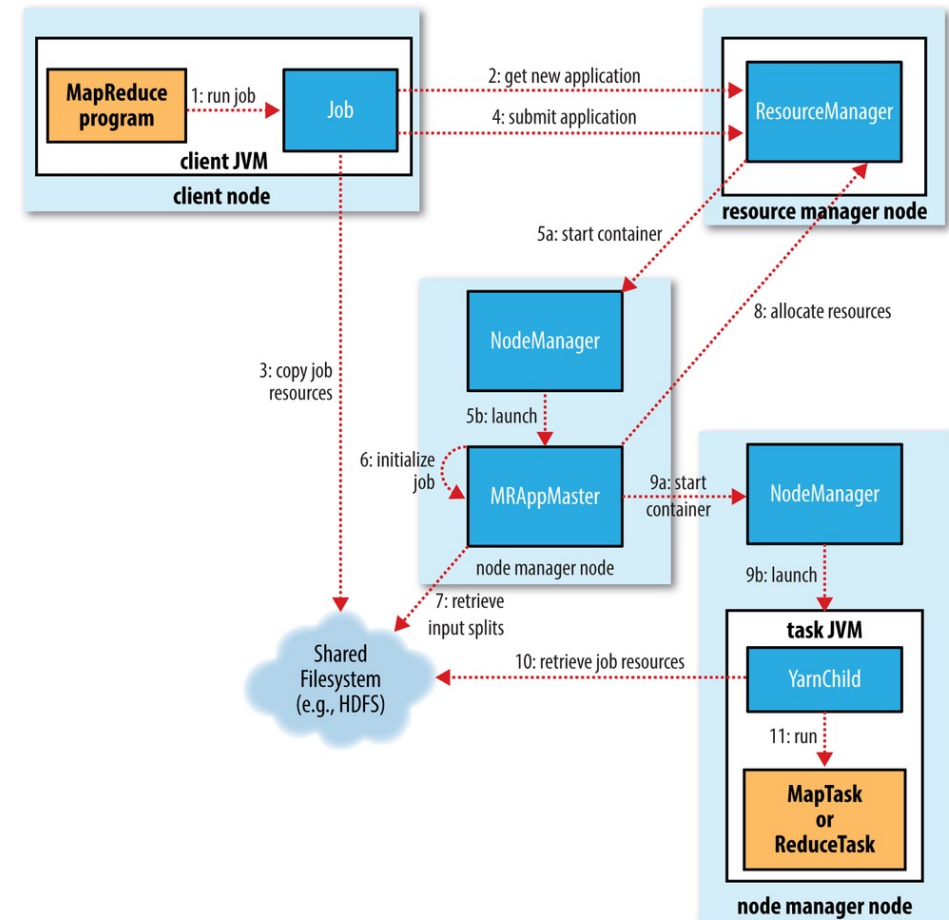 MapReduce
program
1: run job
Job
client JVM
client node
2: get new application
4: submit application
ResourceManager
resource manager node
5a: start container
8: allocate resources
3: copy job
resources
NodeManager
5b: launch
6: initialize
job
MRAppMaster
node manager node
9a: start
container
NodeManager
9b: launch
7: retrieve
input splits
Shared
Filesystem
(e.g., HDFS)
10: retrieve job resources
task JVM
YarnChild
11: run
MapTask
or
ReduceTask
node manager node